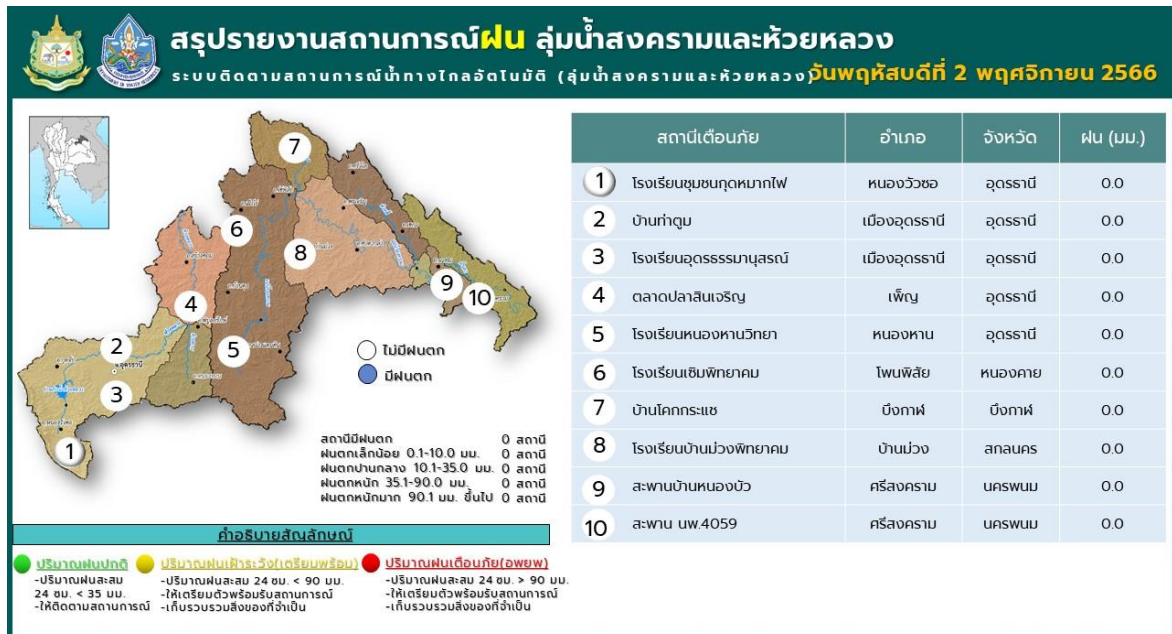 สรุปรายงานสถานการณ์ฝน ลุ่มน้ำสงครามและห้วยหลวง
ระบบติดตามสถานการณ์น้ำทางไกลอัตโนมัติ (ลุ่มน้ำสงครามและห้วยหลวง)
วันพฤหัสบดีที่ 2 พฤศจิกายน 2566
7
6
8
9
10
4
5
2
อุดรธานี
3
1
ไม่มีฝนตก
มีฝนตก
สถานีมีฝนตก 0 สถานี
ฝนตกเล็กน้อย 0.1-10.0 มม. 0 สถานี
ฝนตกปานกลาง 10.1-35.0 มม. 0 สถานี
ฝนตกหนัก 35.1-90.0 มม. 0 สถานี
ฝนตกหนักมาก 90.1 มม. ขึ้นไป 0 สถานี
สถานีเตือนภัย อำเภอ จังหวัด ฝน (มม.)
1 โรงเรียนชุมชนกุดหมากไฟ หนองวัวซอ อุดรธานี 0.0
2 บ้านท่าตูม เมืองอุดรธานี อุดรธานี 0.0
3 โรงเรียนอุดรธรรมานุสรณ์ เมืองอุดรธานี อุดรธานี 0.0
4 ตลาดปลาสินเจริญ เพ็ญ อุดรธานี 0.0
5 โรงเรียนหนองหานวิทยา หนองหาน อุดรธานี 0.0
6 โรงเรียนเซิมพิทยาคม โพนพิสัย หนองคาย 0.0
7 บ้านโคกกระแซ บึงกาฬ บึงกาฬ 0.0
8 โรงเรียนบ้านม่วงพิทยาคม บ้านม่วง สกลนคร 0.0
9 สะพานบ้านหนองบัว ศรีสงคราม นครพนม 0.0
10 สะพาน นพ.4059 ศรีสงคราม นครพนม 0.0
คำอธิบายสัญลักษณ์
ปริมาณฝนปกติ
-ปริมาณฝนสะสม
24 ชม. < 35 มม.
-ให้ติดตามสถานการณ์
ปริมาณฝนเฝ้าระวัง(เตรียมพร้อม)
-ปริมาณฝนสะสม 24 ชม. < 90 มม.
-ให้เตรียมตัวพร้อมรับสถานการณ์
-เก็บรวบรวมสิ่งของที่จำเป็น
ปริมาณฝนเตือนภัย(อพยพ)
-ปริมาณฝนสะสม 24 ชม. > 90 มม.
-ให้เตรียมตัวพร้อมรับสถานการณ์
-เก็บรวบรวมสิ่งของที่จำเป็น